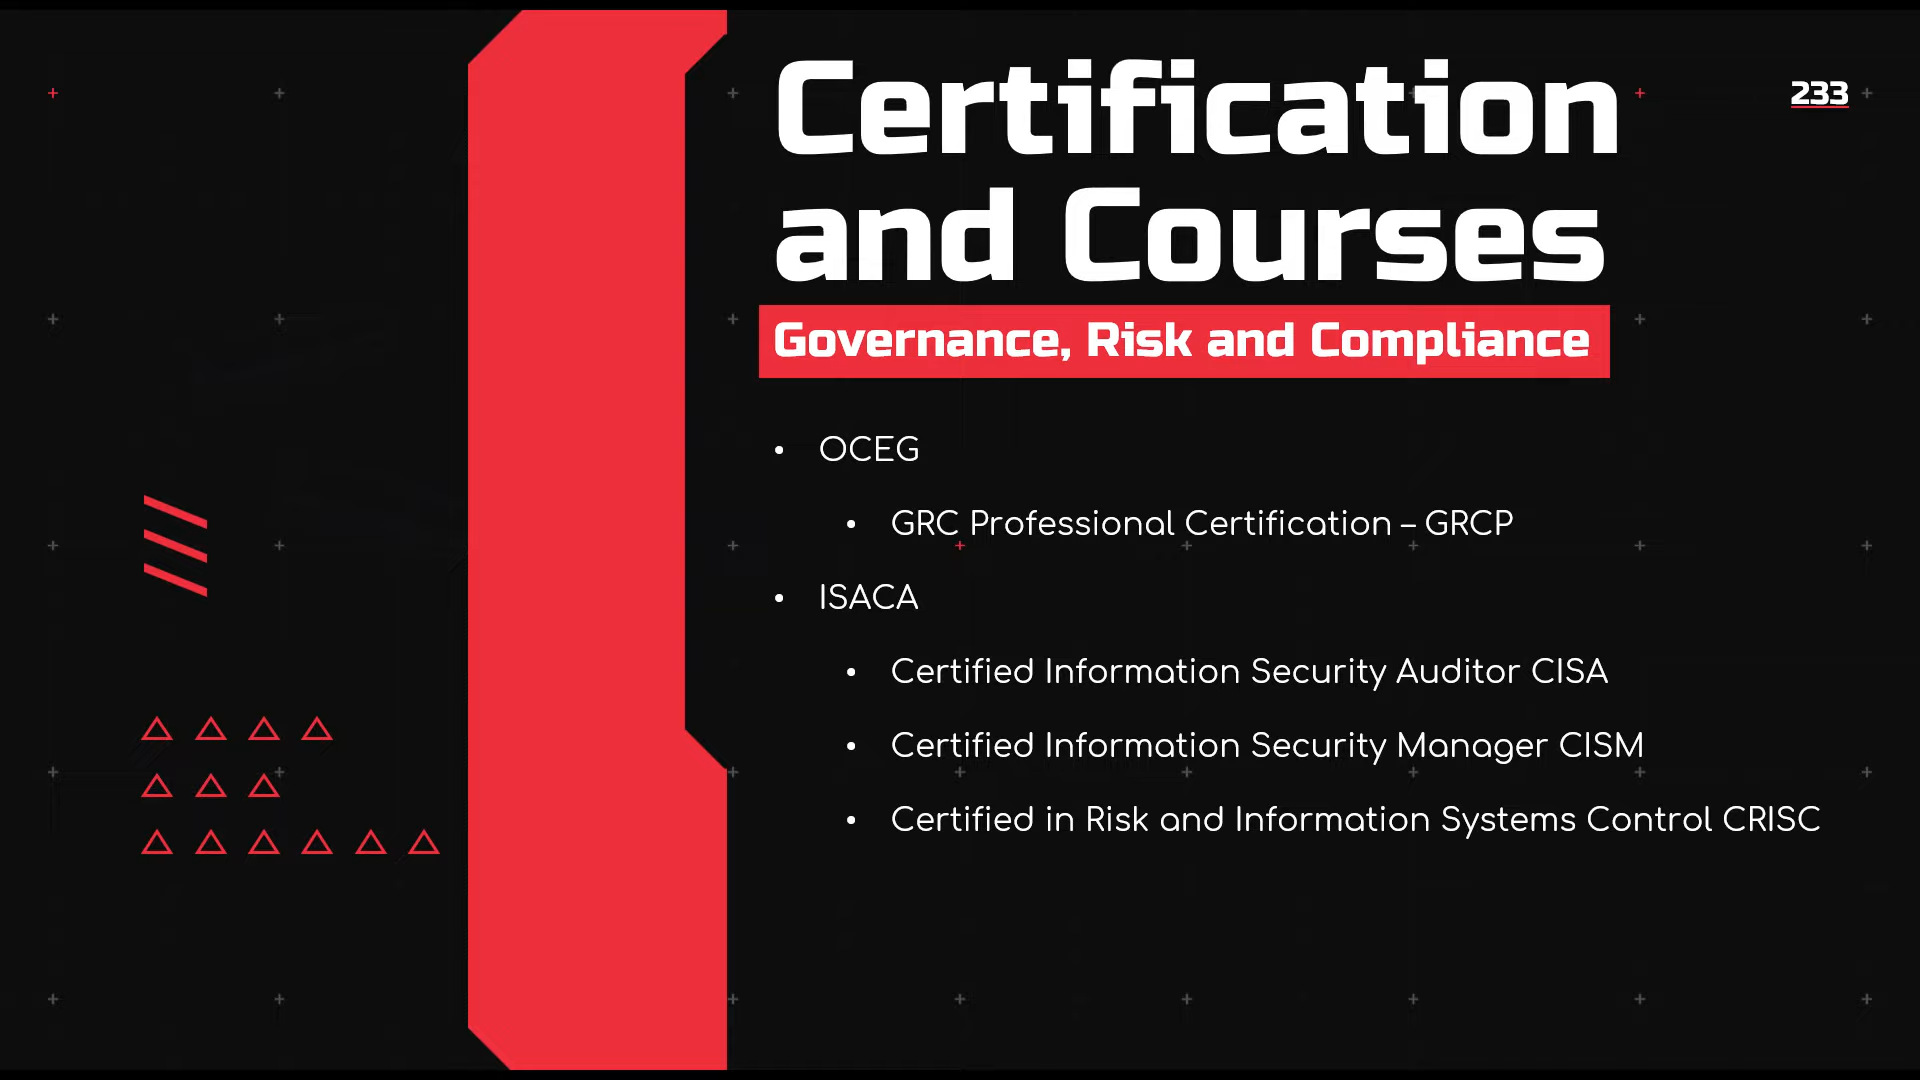 Certification
and Courses
233
Governance, Risk and Compliance
• OCEG
• GRC Professional Certification – GRCP
• ISACA
• Certified Information Security Auditor CISA
• Certified Information Security Manager CISM
• Certified in Risk and Information Systems Control CRISC